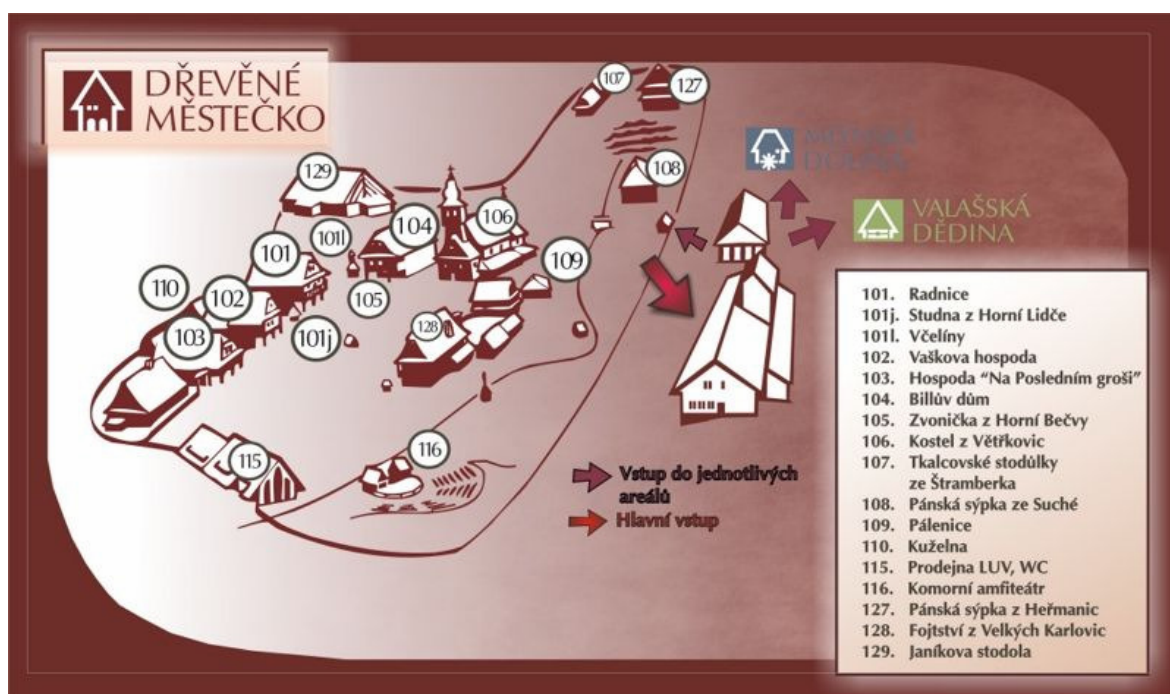 DŘEVĚNÉ
MĚSTEČKO
107
127
129
108
MLÝNSKÁ
DOLINA
VALAŠSKÁ
DĚDINA
101l
104
106
101
109
110
102
105
103
101j
128
115
116
Vstup do jednotlivých
areálů
Hlavní vstup
101. Radnice
101j. Studna z Horní Lidče
101l. Včelíny
102. Vaškova hospoda
103. Hospoda "Na Posledním groši"
104. Billův dům
105. Zvonička z Horní Bečvy
106. Kostel z Větřkovic
107. Tkalcovské stodůlky
ze Štramberka
108. Pánská sýpka ze Suché
109. Pálenice
110. Kuželna
115. Prodejna LUV, WC
116. Komorní amfiteátr
127. Pánská sýpka z Heřmanic
128. Fojtství z Velkých Karlovic
129. Janíkova stodola